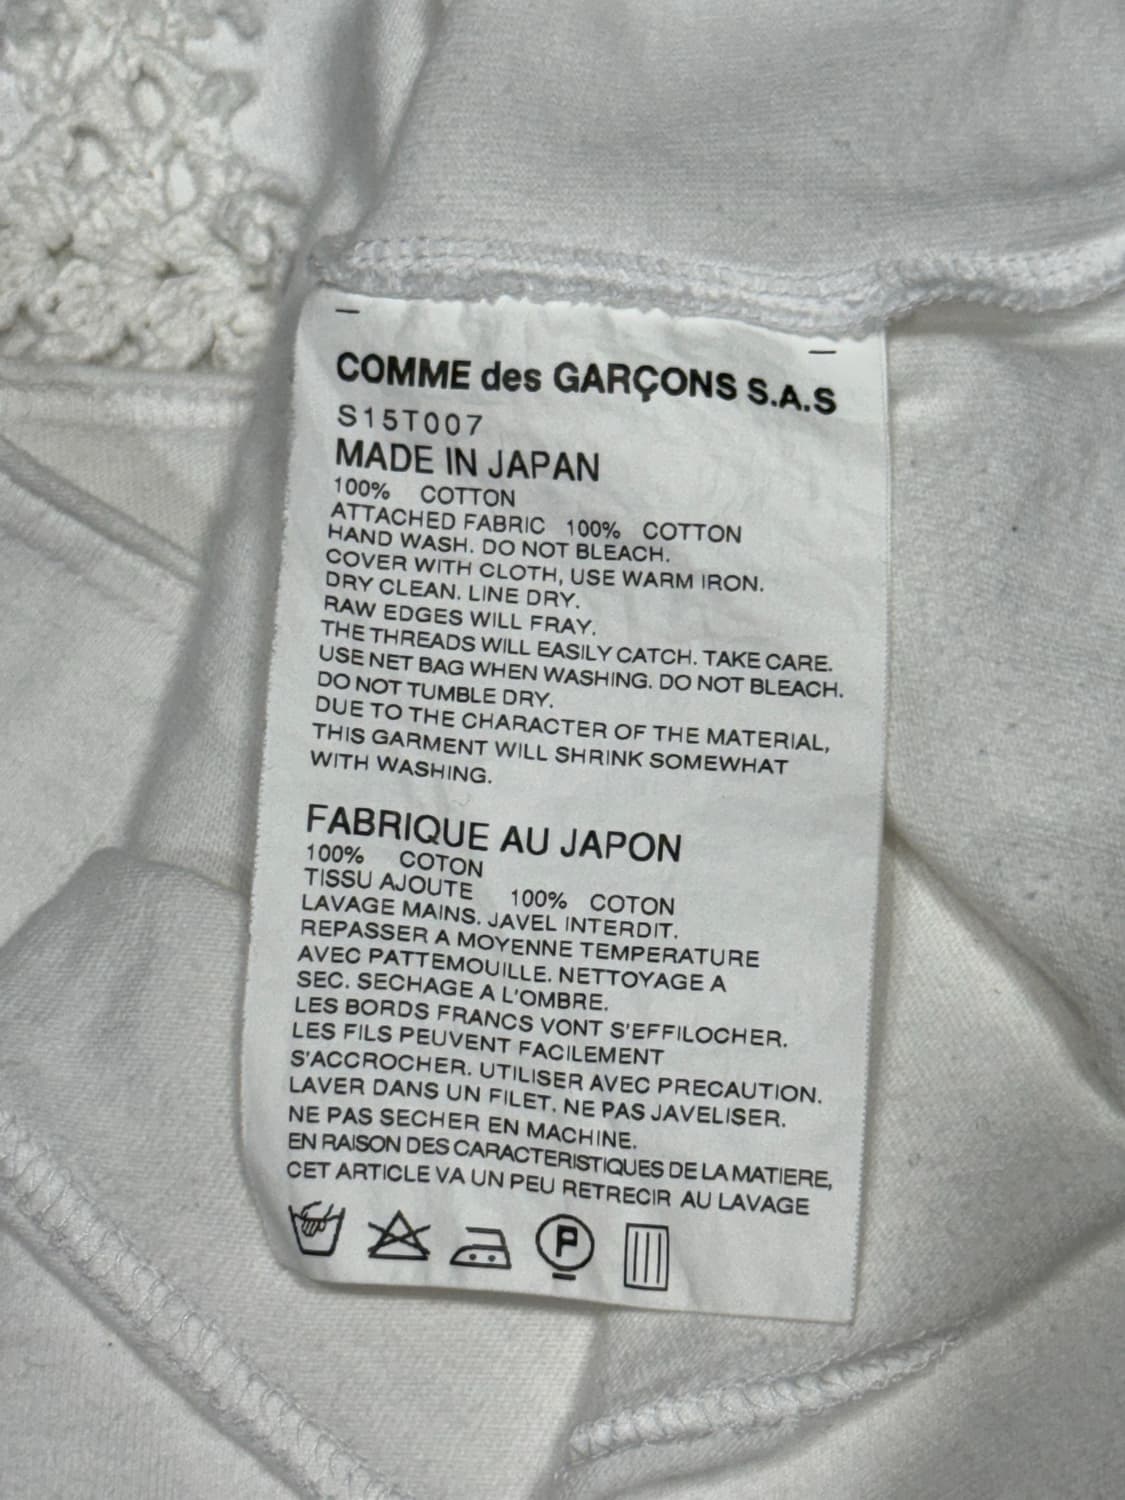 COMME des GARÇONS S.A.S
S15T007
MADE IN JAPAN
100% COTTON
ATTACHED FABRIC 100% COTTON
HAND WASH. DO NOT BLEACH.
COVER WITH CLOTH, USE WARM IRON.
DRY CLEAN. LINE DRY.
RAW EDGES WILL FRAY.
THE THREADS WILL EASILY CATCH. TAKE CARE.
USE NET BAG WHEN WASHING. DO NOT BLEACH.
DO NOT TUMBLE DRY.
DUE TO THE CHARACTER OF THE MATERIAL,
THIS GARMENT WILL SHRINK SOMEWHAT
WITH WASHING.
FABRIQUE AU JAPON
100% COTON
TISSU AJOUTE 100% COTON
LAVAGE MAINS. JAVEL INTERDIT.
REPASSER A MOYENNE TEMPERATURE
AVEC PATTEMOUILLE. NETTOYAGE A
SEC. SECHAGE A L'OMBRE.
LES BORDS FRANCS VONT S'EFFILOCHER.
LES FILS PEUVENT FACILEMENT
S'ACCROCHER. UTILISER AVEC PRECAUTION.
LAVER DANS UN FILET. NE PAS JAVELISER.
NE PAS SECHER EN MACHINE.
EN RAISON DES CARACTERISTIQUES DE LA MATIERE,
CET ARTICLE VA UN PEU RETRECIR AU LAVAGE
P